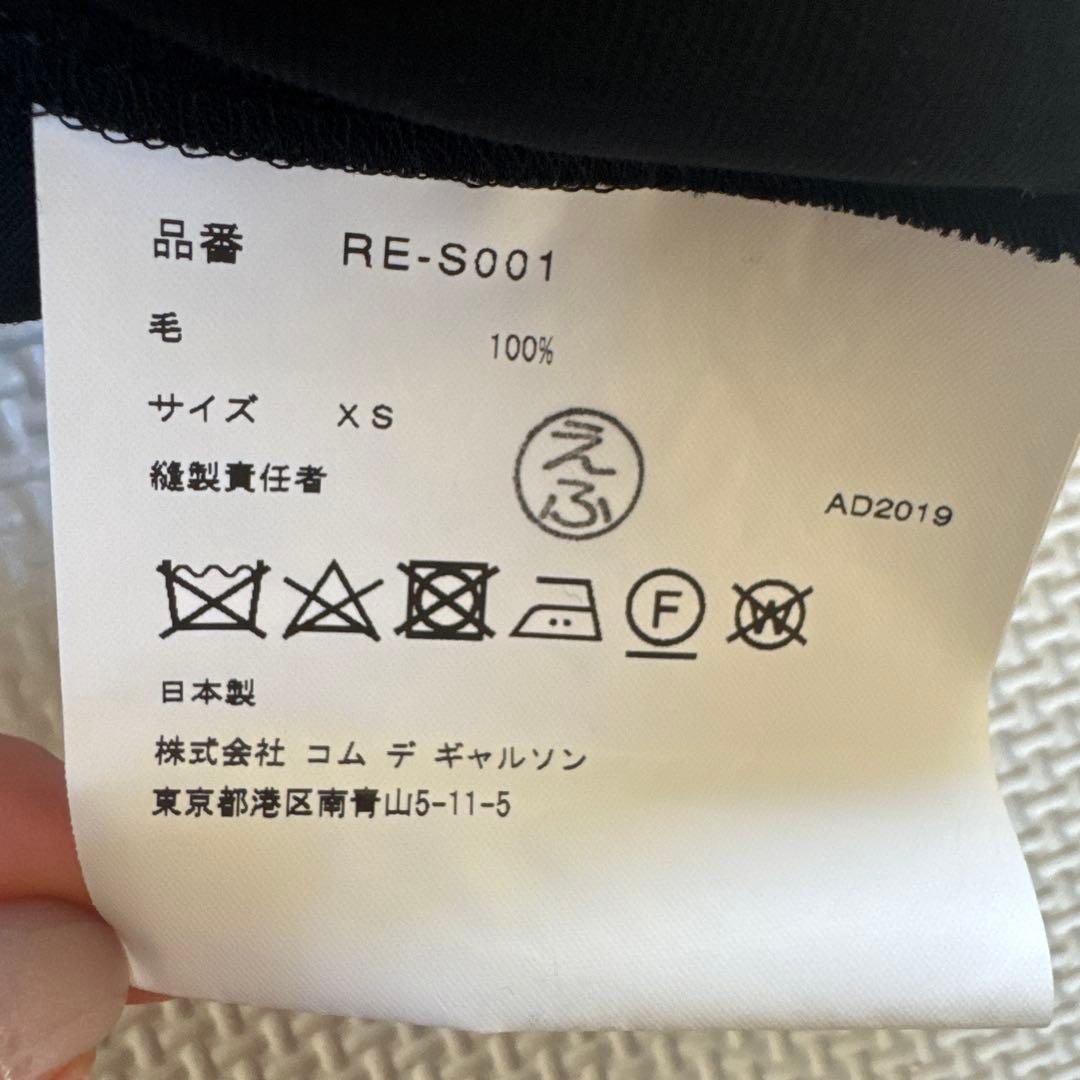 品番 RE-S001
毛 100%
サイズ XS
縫製責任者 えふ
AD2019
F W
日本製
株式会社 コム デ ギャルソン
東京都港区南青山5-11-5